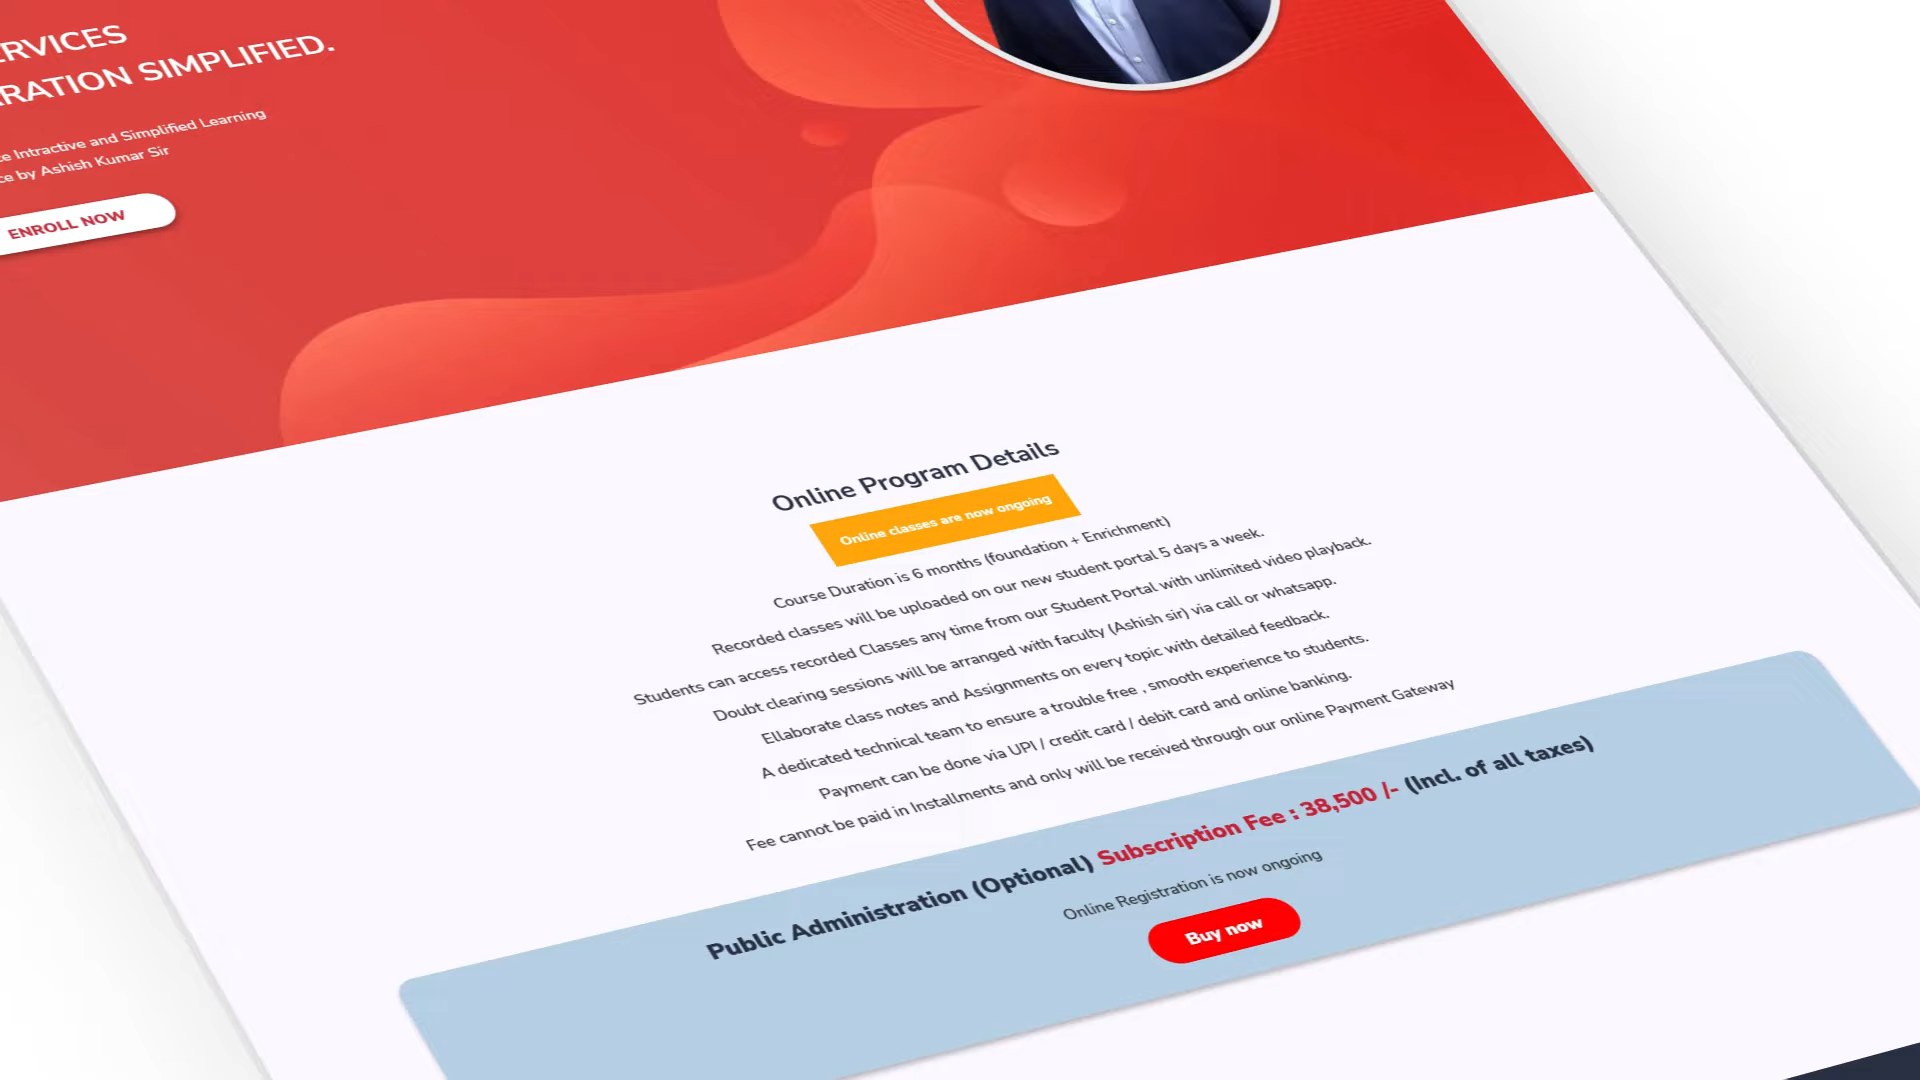 RVICES
RATION SIMPLIFIED.
ce Intractive and Simplified Learning
ce by Ashish Kumar Sir
ENROLL NOW
Online Program Details
Online classes are now ongoing
Course Duration is 6 months (foundation + Enrichment)
Recorded classes will be uploaded on our new student portal 5 days a week.
Students can access recorded Classes any time from our Student Portal with unlimited video playback.
Doubt clearing sessions will be arranged with faculty (Ashish sir) via call or whatsapp.
Ellaborate class notes and Assignments on every topic with detailed feedback.
A dedicated technical team to ensure a trouble free , smooth experience to students.
Payment can be done via UPI / credit card / debit card and online banking.
Fee cannot be paid in Installments and only will be received through our online Payment Gateway
Public Administration (Optional) Subscription Fee : 38,500 /- (Incl. of all taxes)
Online Registration is now ongoing
Buy now